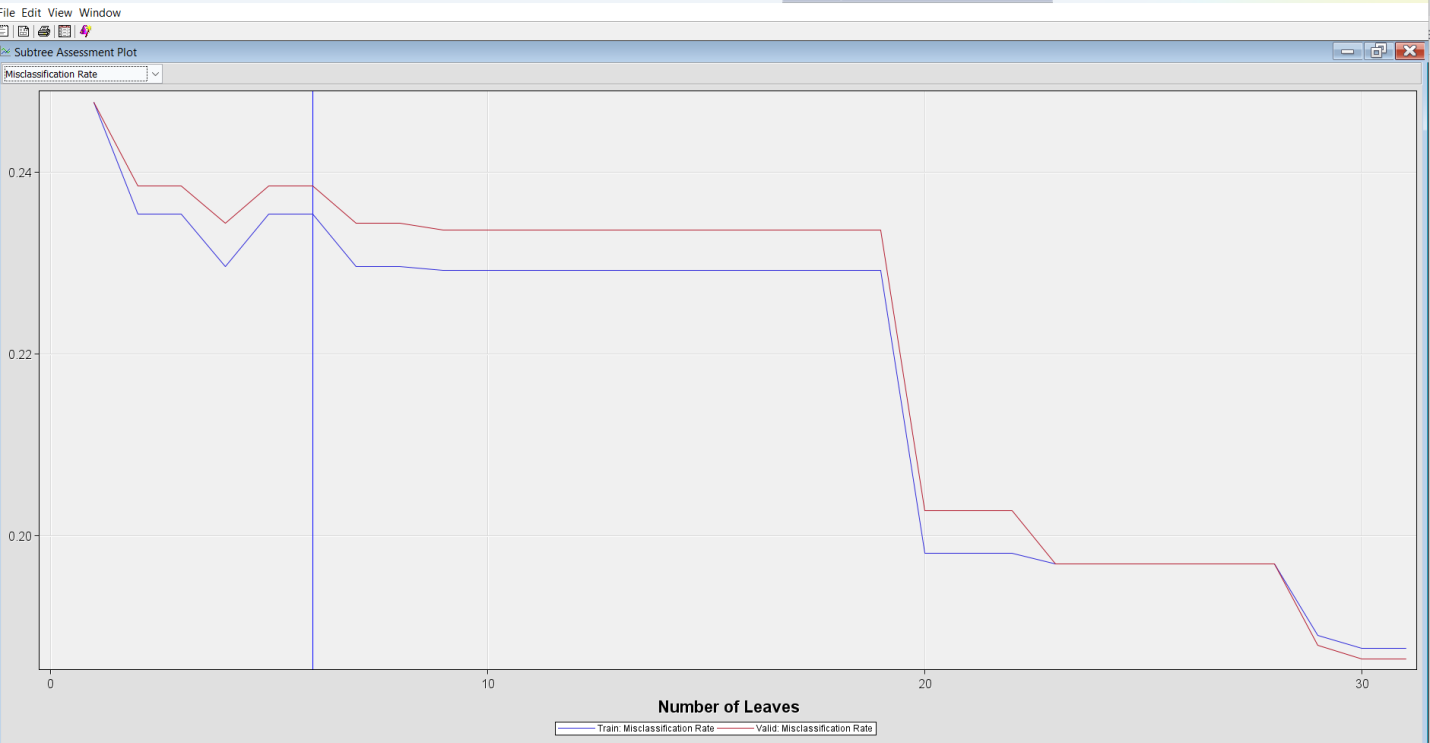 File Edit View Window
Subtree Assessment Plot
Misclassification Rate
0.24
0.22
0.20
0 10 20 30
Number of Leaves
Train: Misclassification Rate Valid: Misclassification Rate